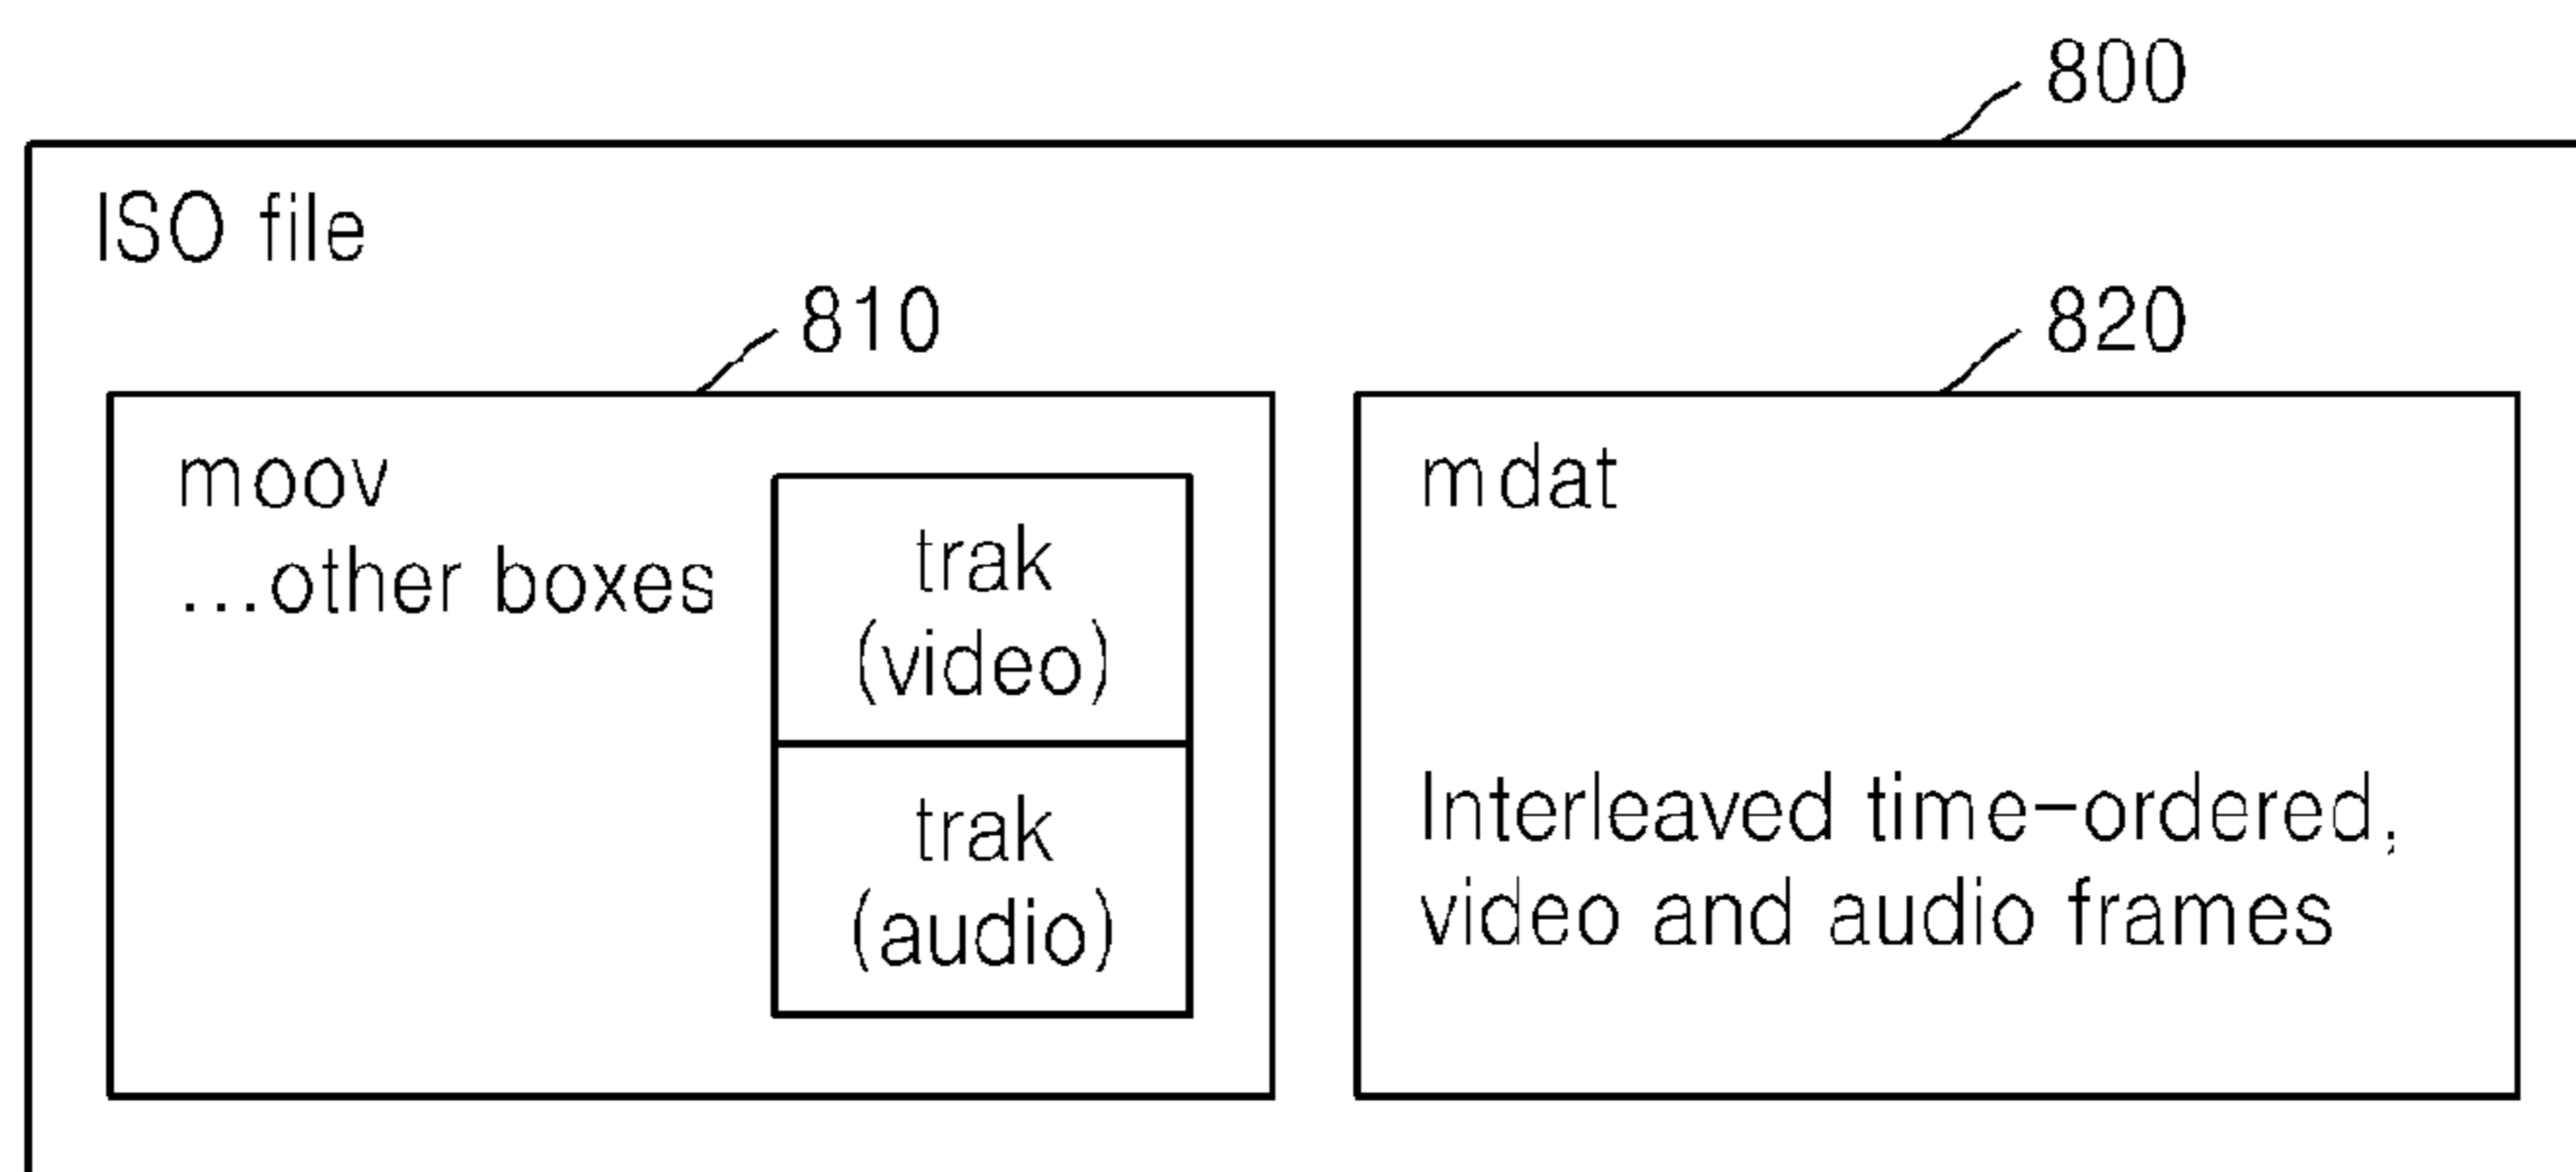 800
ISO file
810
820
moov
...other boxes
trak
(video)
trak
(audio)
mdat
Interleaved time-ordered,
video and audio frames